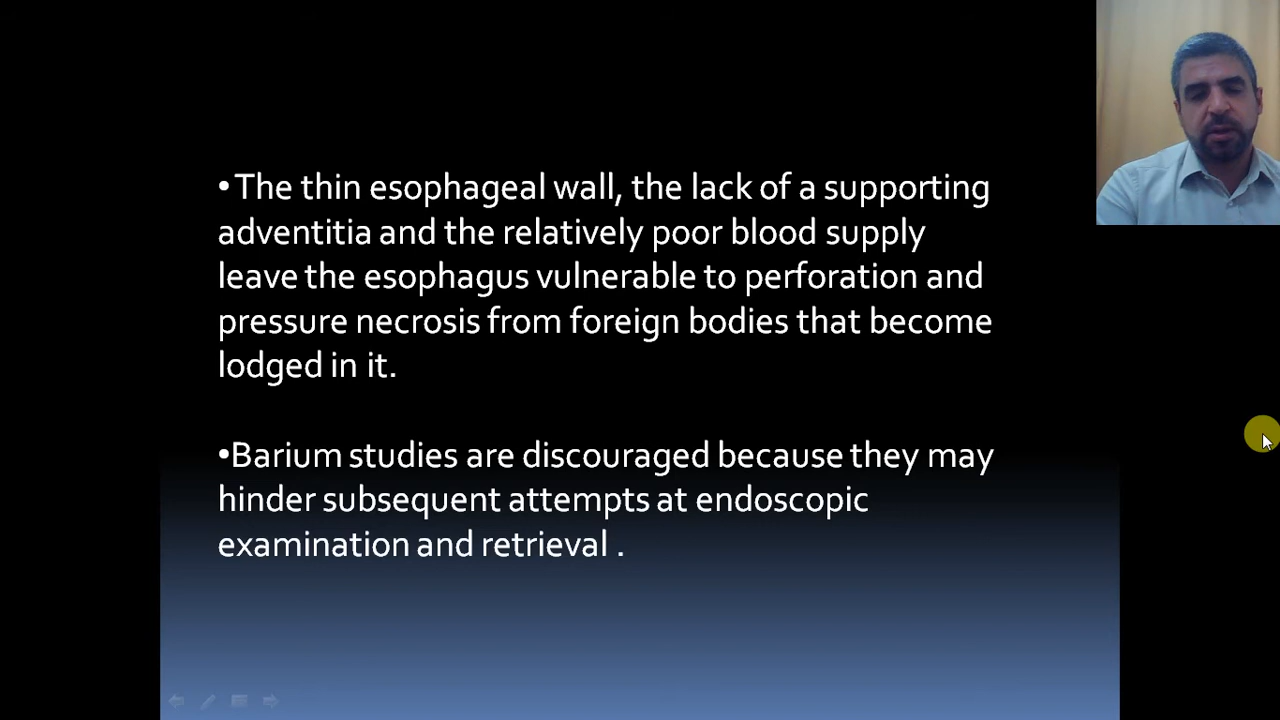 •The thin esophageal wall, the lack of a supporting
adventitia and the relatively poor blood supply
leave the esophagus vulnerable to perforation and
pressure necrosis from foreign bodies that become
lodged in it.
•Barium studies are discouraged because they may
hinder subsequent attempts at endoscopic
examination and retrieval .